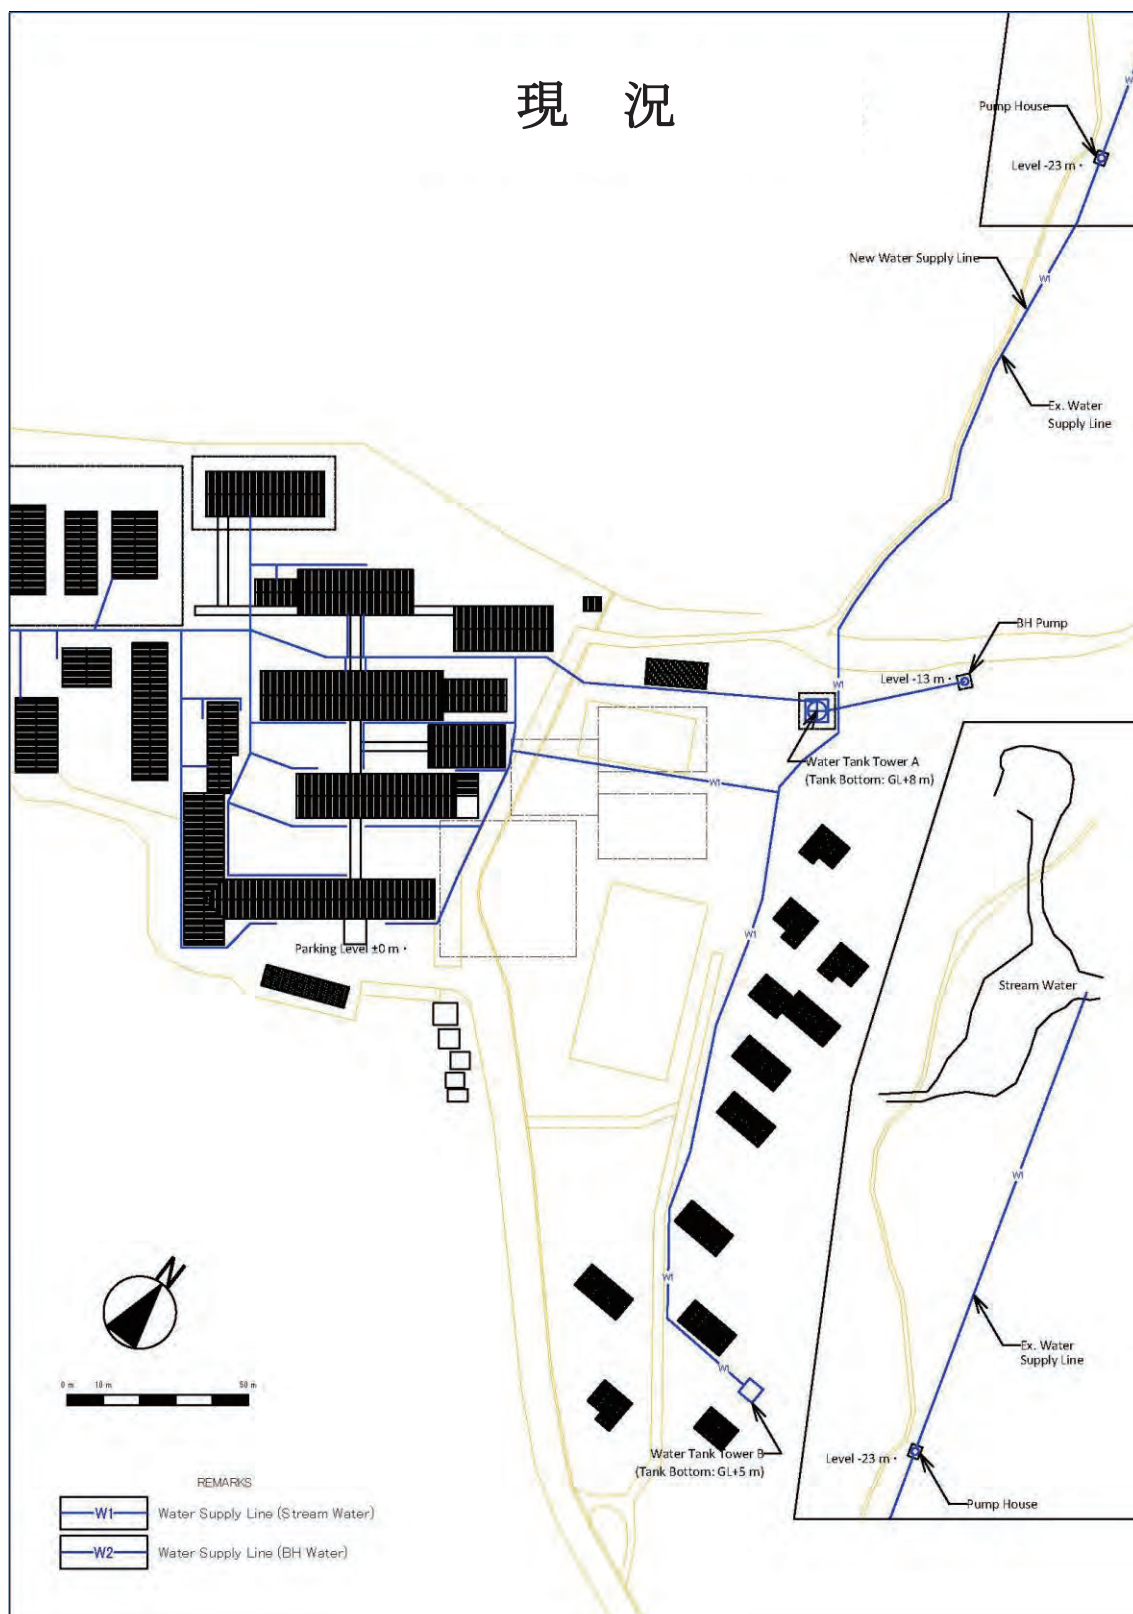 現 況
W1
Pump House
Level -23 m
New Water Supply Line
W1
Ex. Water
Supply Line
BH Pump
Level -13 m
W1
Water Tank Tower A
(Tank Bottom: GL+8 m)
W1
W1
Parking Level ±0 m
Stream Water
W1
W1
Ex. Water
Supply Line
W1
Water Tank Tower B
(Tank Bottom: GL+5 m)
Level -23 m
Pump House
N
0 m 10 m 50 m
REMARKS
W1 Water Supply Line (Stream Water)
W2 Water Supply Line (BH Water)